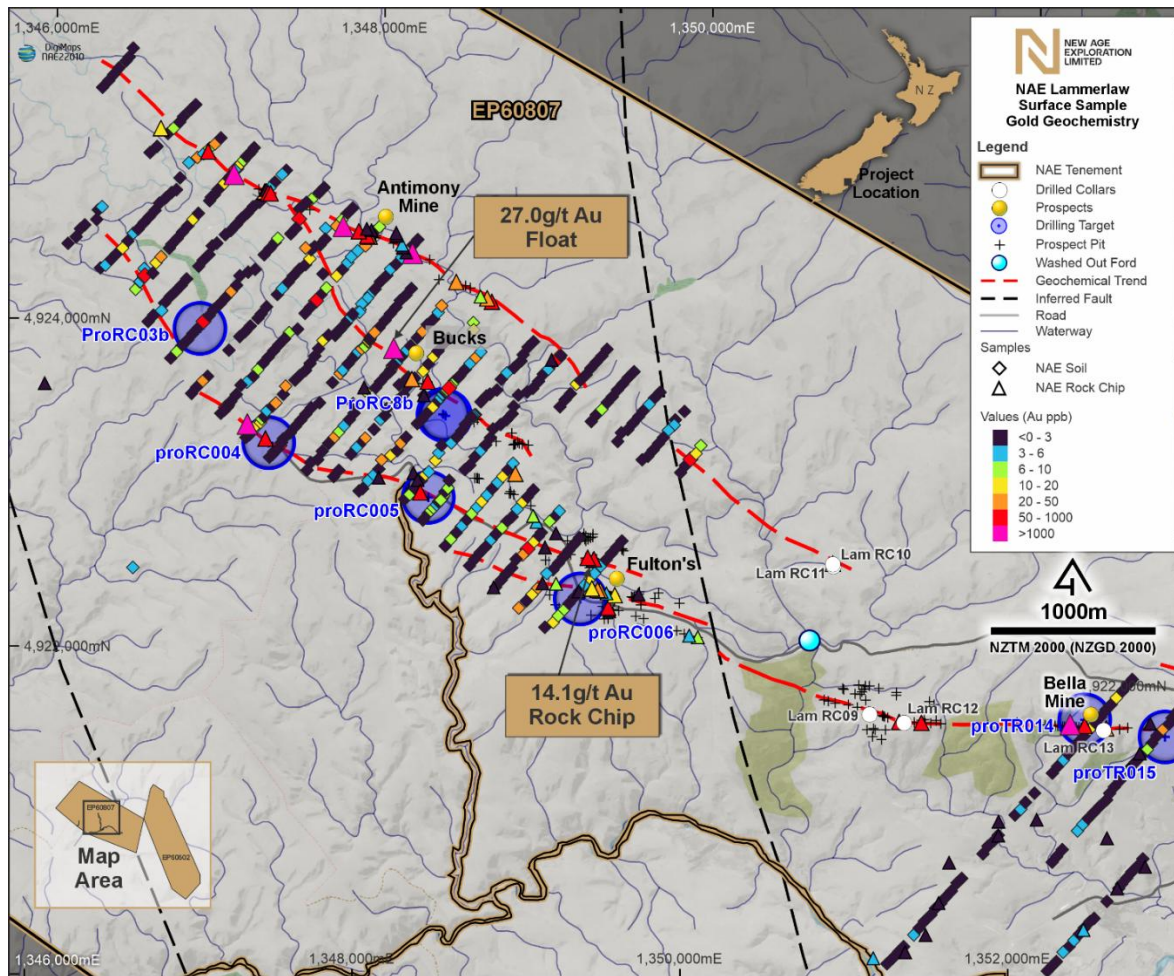 1,346,000mE
1,348,000mE
1,350,000mE
DigiMaps
NAE22010
EP60807
NZ
Project
Location
NEW AGE
EXPLORATION
LIMITED
NAE Lammerlaw
Surface Sample
Gold Geochemistry
Legend
NAE Tenement
Drilled Collars
Prospects
Drilling Target
Prospect Pit
Washed Out Ford
Geochemical Trend
Inferred Fault
Road
Waterway
Samples
NAE Soil
NAE Rock Chip
Values (Au ppb)
<0 - 3
3 - 6
6 - 10
10 - 20
20 - 50
50 - 1000
>1000
Antimony
Mine
27.0g/t Au
Float
4,924,000mN
ProRC03b
Bucks
ProRC8b
proRC004
proRC005
Lam RC10
Lam RC11
Fulton's
proRC006
1000m
NZTM 2000 (NZGD 2000)
4,922,000mN
14.1g/t Au
Rock Chip
Bella
Mine
922,000mN
Lam RC09
Lam RC12
proTR014
Lam RC13
proTR015
EP60807
EP60802
Map
Area
1,346,000mE
1,348,000mE
1,350,000mE
1,352,000mE